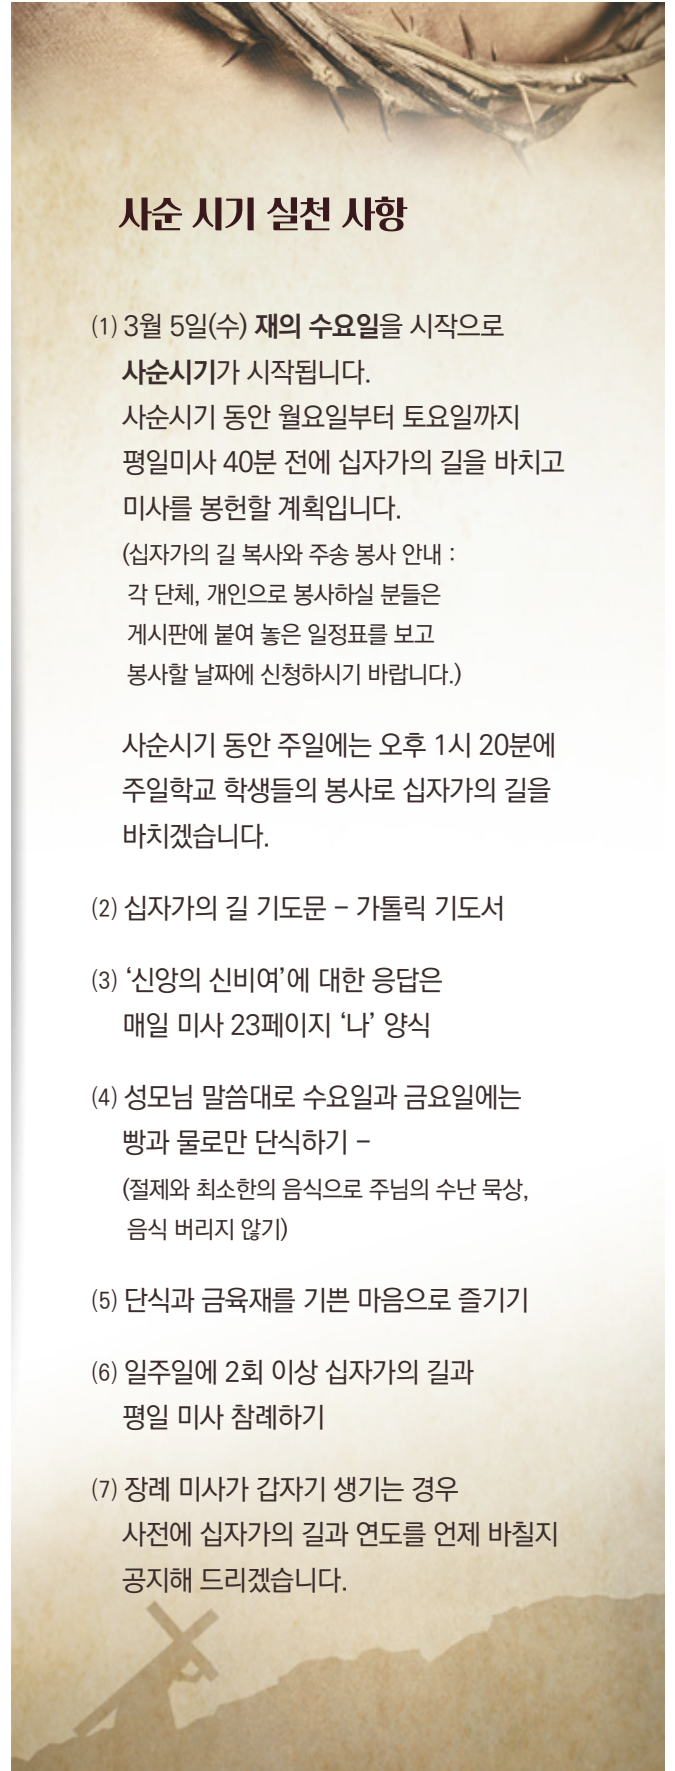 사순 시기 실천 사항
(1) 3월 5일(수) 재의 수요일을 시작으로
사순시기가 시작됩니다.
사순시기 동안 월요일부터 토요일까지
평일미사 40분 전에 십자가의 길을 바치고
미사를 봉헌할 계획입니다.
(십자가의 길 복사와 주송 봉사 안내 :
각 단체, 개인으로 봉사하실 분들은
게시판에 붙여 놓은 일정표를 보고
봉사할 날짜에 신청하시기 바랍니다.)
사순시기 동안 주일에는 오후 1시 20분에
주일학교 학생들의 봉사로 십자가의 길을
바치겠습니다.
(2) 십자가의 길 기도문 – 가톨릭 기도서
(3) ‘신앙의 신비여’에 대한 응답은
매일 미사 23페이지 ‘나’ 양식
(4) 성모님 말씀대로 수요일과 금요일에는
빵과 물로만 단식하기 –
(절제와 최소한의 음식으로 주님의 수난 묵상,
음식 버리지 않기)
(5) 단식과 금육재를 기쁜 마음으로 즐기기
(6) 일주일에 2회 이상 십자가의 길과
평일 미사 참례하기
(7) 장례 미사가 갑자기 생기는 경우
사전에 십자가의 길과 연도를 언제 바칠지
공지해 드리겠습니다.